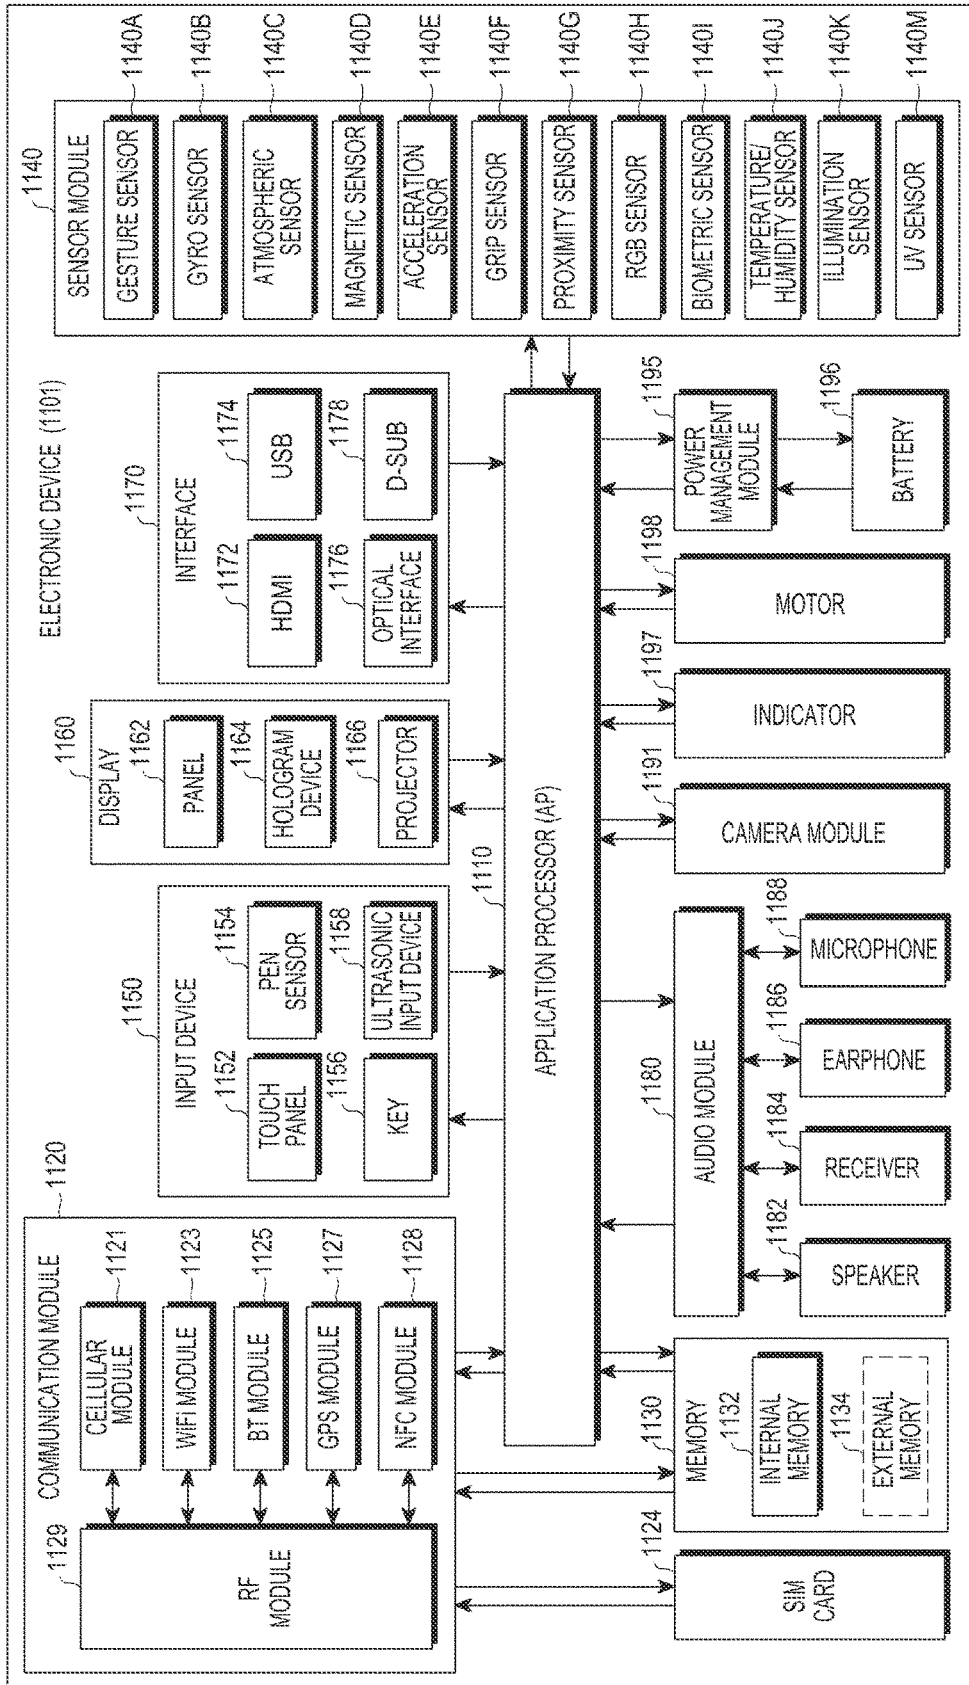 ELECTRONIC DEVICE (1101)
COMMUNICATION MODULE
1120
1129
RF
MODULE
CELLULAR
MODULE
1121
WiFi MODULE
1123
BT MODULE
1125
GPS MODULE
1127
NFC MODULE
1128
INPUT DEVICE
1150
1152
TOUCH
PANEL
1154
PEN
SENSOR
1156
KEY
1158
ULTRASONIC
INPUT DEVICE
DISPLAY
1160
1162
PANEL
1164
HOLOGRAM
DEVICE
1166
PROJECTOR
INTERFACE
1170
1172
HDMI
1174
USB
1176
OPTICAL
INTERFACE
1178
D-SUB
SENSOR MODULE
1140
GESTURE SENSOR
1140A
GYRO SENSOR
1140B
ATMOSPHERIC
SENSOR
1140C
MAGNETIC SENSOR
1140D
ACCELERATION
SENSOR
1140E
GRIP SENSOR
1140F
PROXIMITY SENSOR
1140G
RGB SENSOR
1140H
BIOMETRIC SENSOR
1140I
TEMPERATURE/
HUMIDITY SENSOR
1140J
ILLUMINATION
SENSOR
1140K
UV SENSOR
1140M
1110
APPLICATION PROCESSOR (AP)
1124
SIM
CARD
1130
MEMORY
1132
INTERNAL
MEMORY
1134
EXTERNAL
MEMORY
1180
AUDIO MODULE
1182
SPEAKER
1184
RECEIVER
1186
EARPHONE
1188
MICROPHONE
1191
CAMERA MODULE
1197
INDICATOR
1198
MOTOR
1195
POWER
MANAGEMENT
MODULE
1196
BATTERY